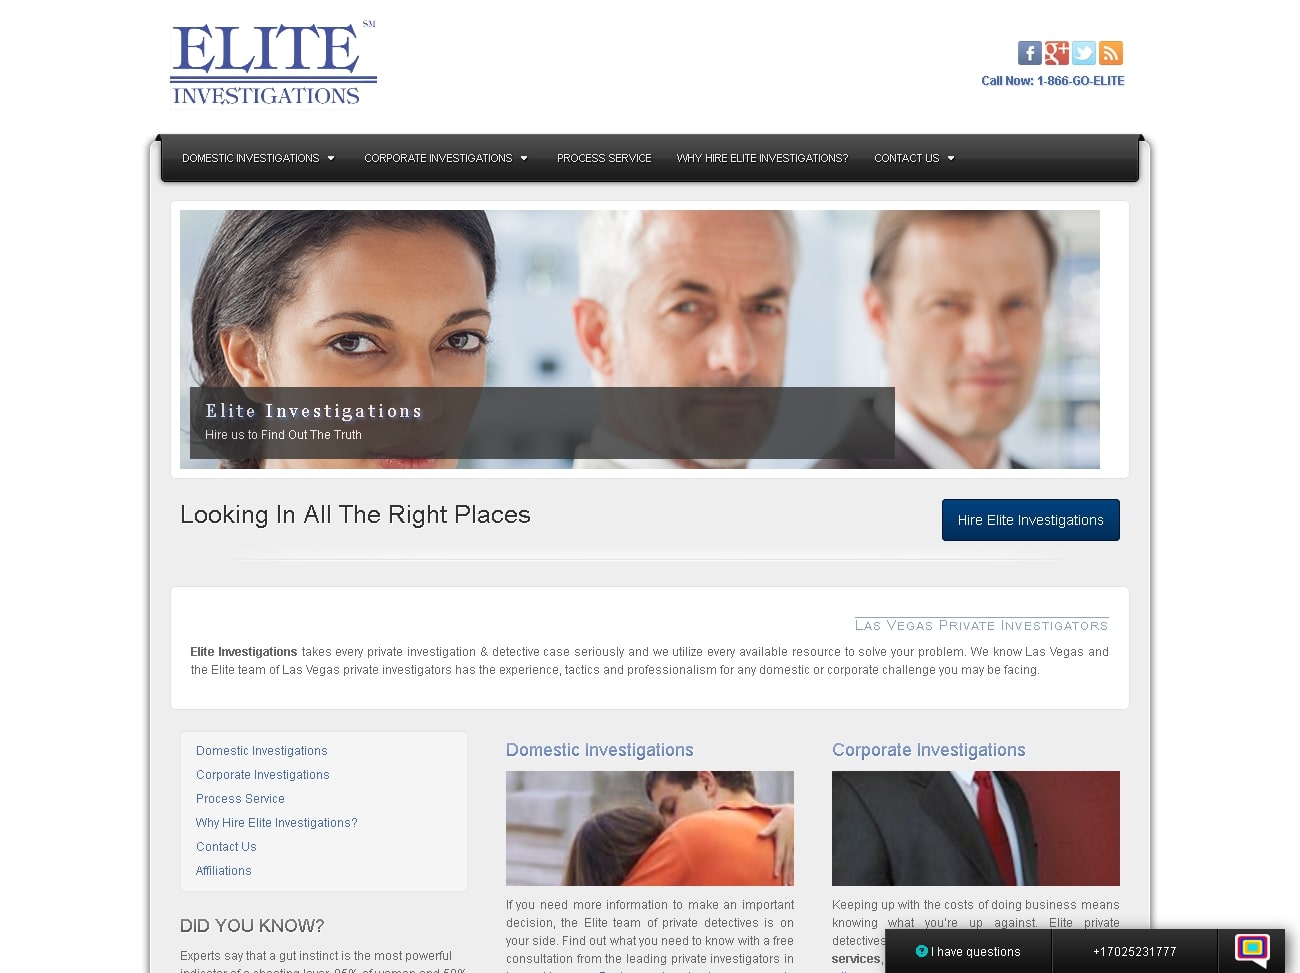 ELITE SM
INVESTIGATIONS
Call Now: 1-866-GO-ELITE
DOMESTIC INVESTIGATIONS
CORPORATE INVESTIGATIONS
PROCESS SERVICE
WHY HIRE ELITE INVESTIGATIONS?
CONTACT US
Elite Investigations
Hire us to Find Out The Truth
Looking In All The Right Places
Hire Elite Investigations
Las Vegas Private Investigators
Elite Investigations takes every private investigation & detective case seriously and we utilize every available resource to solve your problem. We know Las Vegas and
the Elite team of Las Vegas private investigators has the experience, tactics and professionalism for any domestic or corporate challenge you may be facing.
Domestic Investigations
Corporate Investigations
Process Service
Why Hire Elite Investigations?
Contact Us
Affiliations
DID YOU KNOW?
Experts say that a gut instinct is the most powerful
Domestic Investigations
If you need more information to make an important
decision, the Elite team of private detectives is on
your side. Find out what you need to know with a free
consultation from the leading private investigators in
Corporate Investigations
Keeping up with the costs of doing business means
knowing what you're up against. Elite private
detectives
services,
I have questions
+17025231777